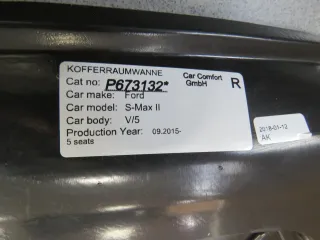 KOFFERRAUMWANNE Car Comfort GmbH R
Cat no: P673132*
Car make: Ford
Car model: S-Max II
Car body: V/5
Production Year: 09.2015-
5 seats
2018-01-12
AK